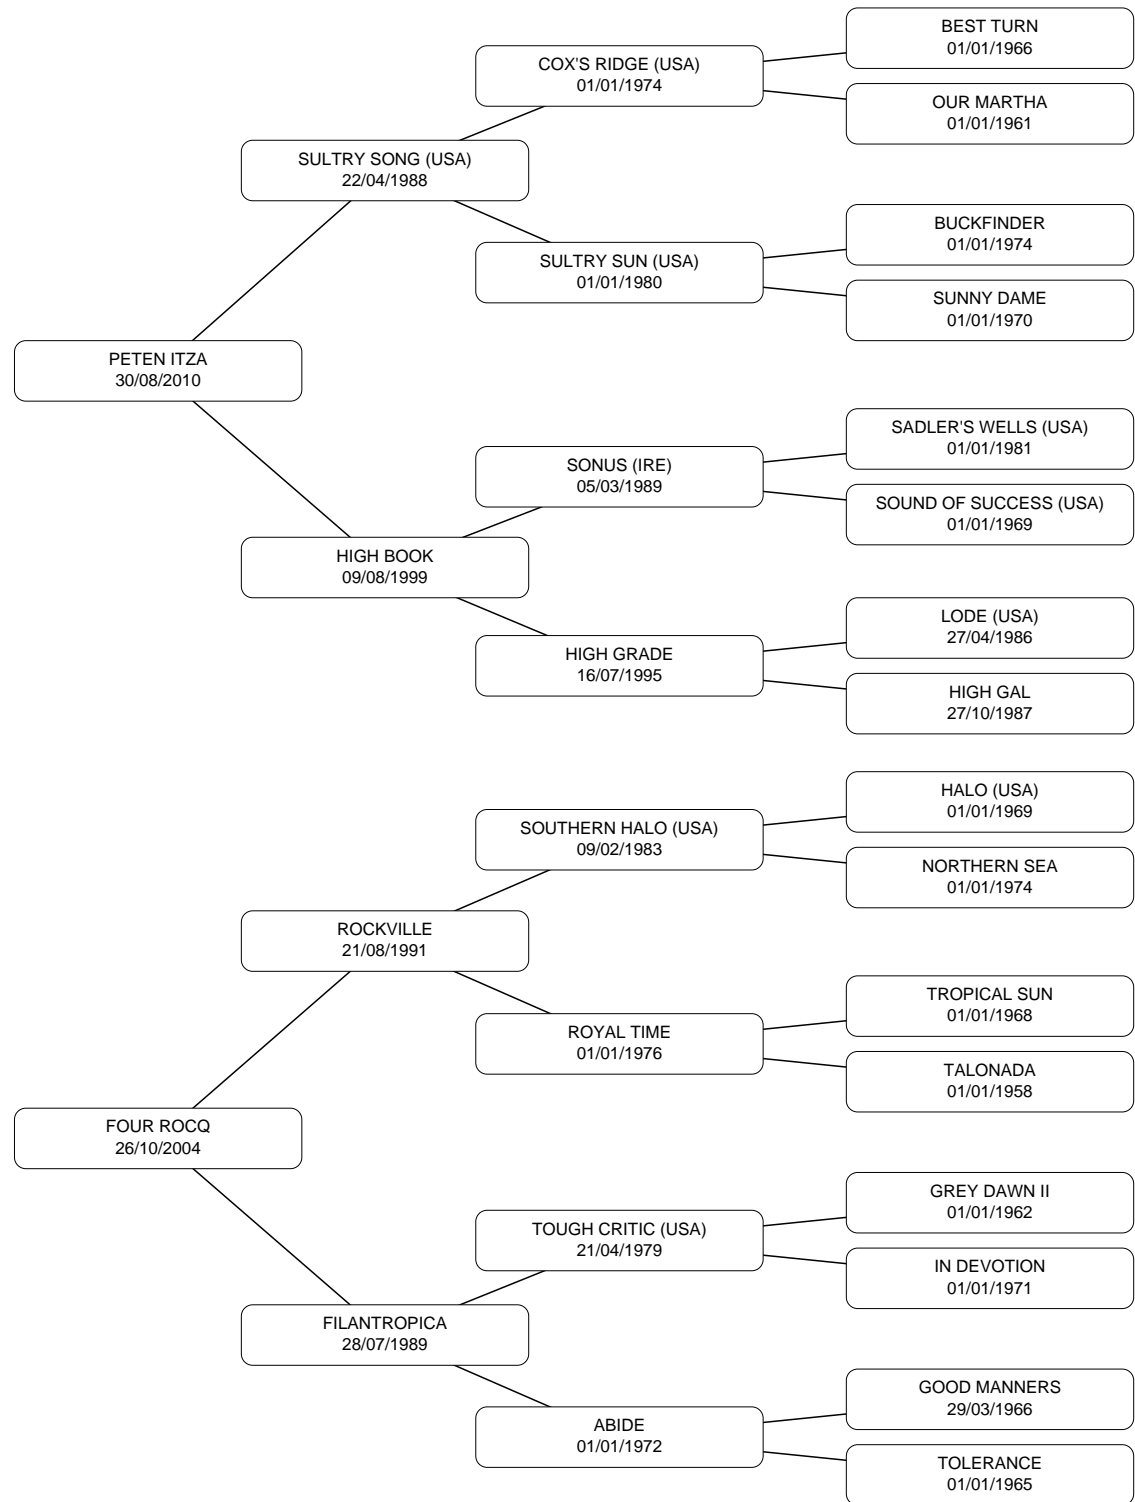 BEST TURN
01/01/1966
COX'S RIDGE (USA)
01/01/1974
OUR MARTHA
01/01/1961
SULTRY SONG (USA)
22/04/1988
BUCKFINDER
01/01/1974
SULTRY SUN (USA)
01/01/1980
SUNNY DAME
01/01/1970
PETEN ITZA
30/08/2010
SADLER'S WELLS (USA)
01/01/1981
SONUS (IRE)
05/03/1989
SOUND OF SUCCESS (USA)
01/01/1969
HIGH BOOK
09/08/1999
LODE (USA)
27/04/1986
HIGH GRADE
16/07/1995
HIGH GAL
27/10/1987
HALO (USA)
01/01/1969
SOUTHERN HALO (USA)
09/02/1983
NORTHERN SEA
01/01/1974
ROCKVILLE
21/08/1991
TROPICAL SUN
01/01/1968
ROYAL TIME
01/01/1976
TALONADA
01/01/1958
FOUR ROCQ
26/10/2004
GREY DAWN II
01/01/1962
TOUGH CRITIC (USA)
21/04/1979
IN DEVOTION
01/01/1971
FILANTROPICA
28/07/1989
GOOD MANNERS
29/03/1966
ABIDE
01/01/1972
TOLERANCE
01/01/1965